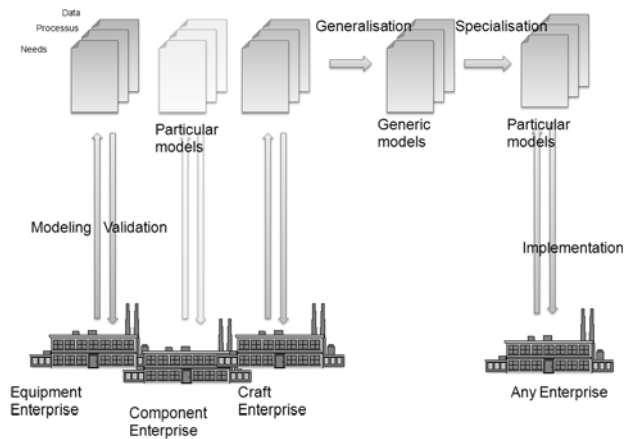 Data
Processus
Needs
Generalisation
Specialisation
Particular
models
Generic
models
Particular
models
Modeling
Validation
Implementation
Equipment
Enterprise
Component
Enterprise
Craft
Enterprise
Any Enterprise